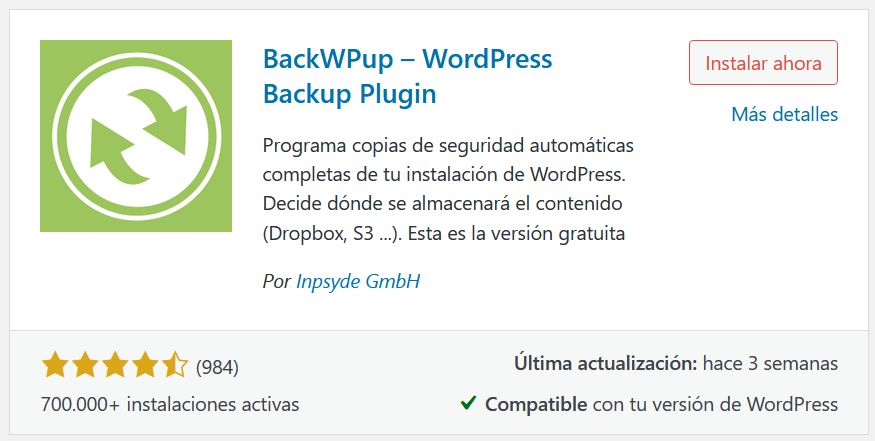 BackWPup – WordPress
Backup Plugin
Instalar ahora
Más detalles
Programa copias de seguridad automáticas
completas de tu instalación de WordPress.
Decide dónde se almacenará el contenido
(Dropbox, S3 ...). Esta es la versión gratuita
Por Inpsyde GmbH
(984)
Última actualización: hace 3 semanas
700.000+ instalaciones activas
Compatible con tu versión de WordPress